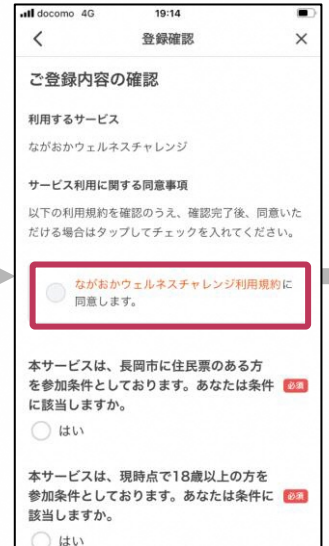 docomo 4G 19:14
登録確認
ご登録内容の確認
利用するサービス
ながおかウェルネスチャレンジ
サービス利用に関する同意事項
以下の利用規約を確認のうえ、確認完了後、同意いた
だける場合はタップしてチェックを入れてください。
ながおかウェルネスチャレンジ利用規約に
同意します。
本サービスは、長岡市に住民票のある方
を参加条件としております。あなたは条件 必須
に該当しますか。
はい
本サービスは、現時点で18歳以上の方を
参加条件としております。あなたは条件に 必須
該当しますか。
はい